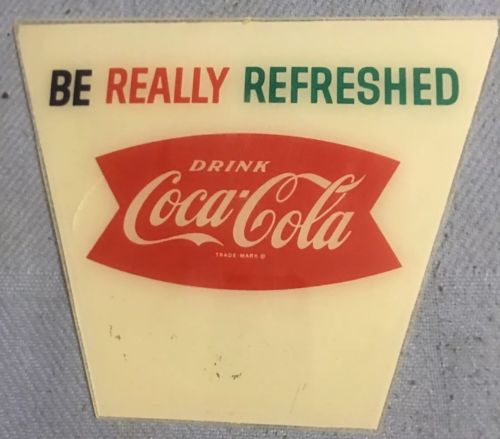 BE REALLY REFRESHED
DRINK
Coca-Cola
TRADE MARK ®